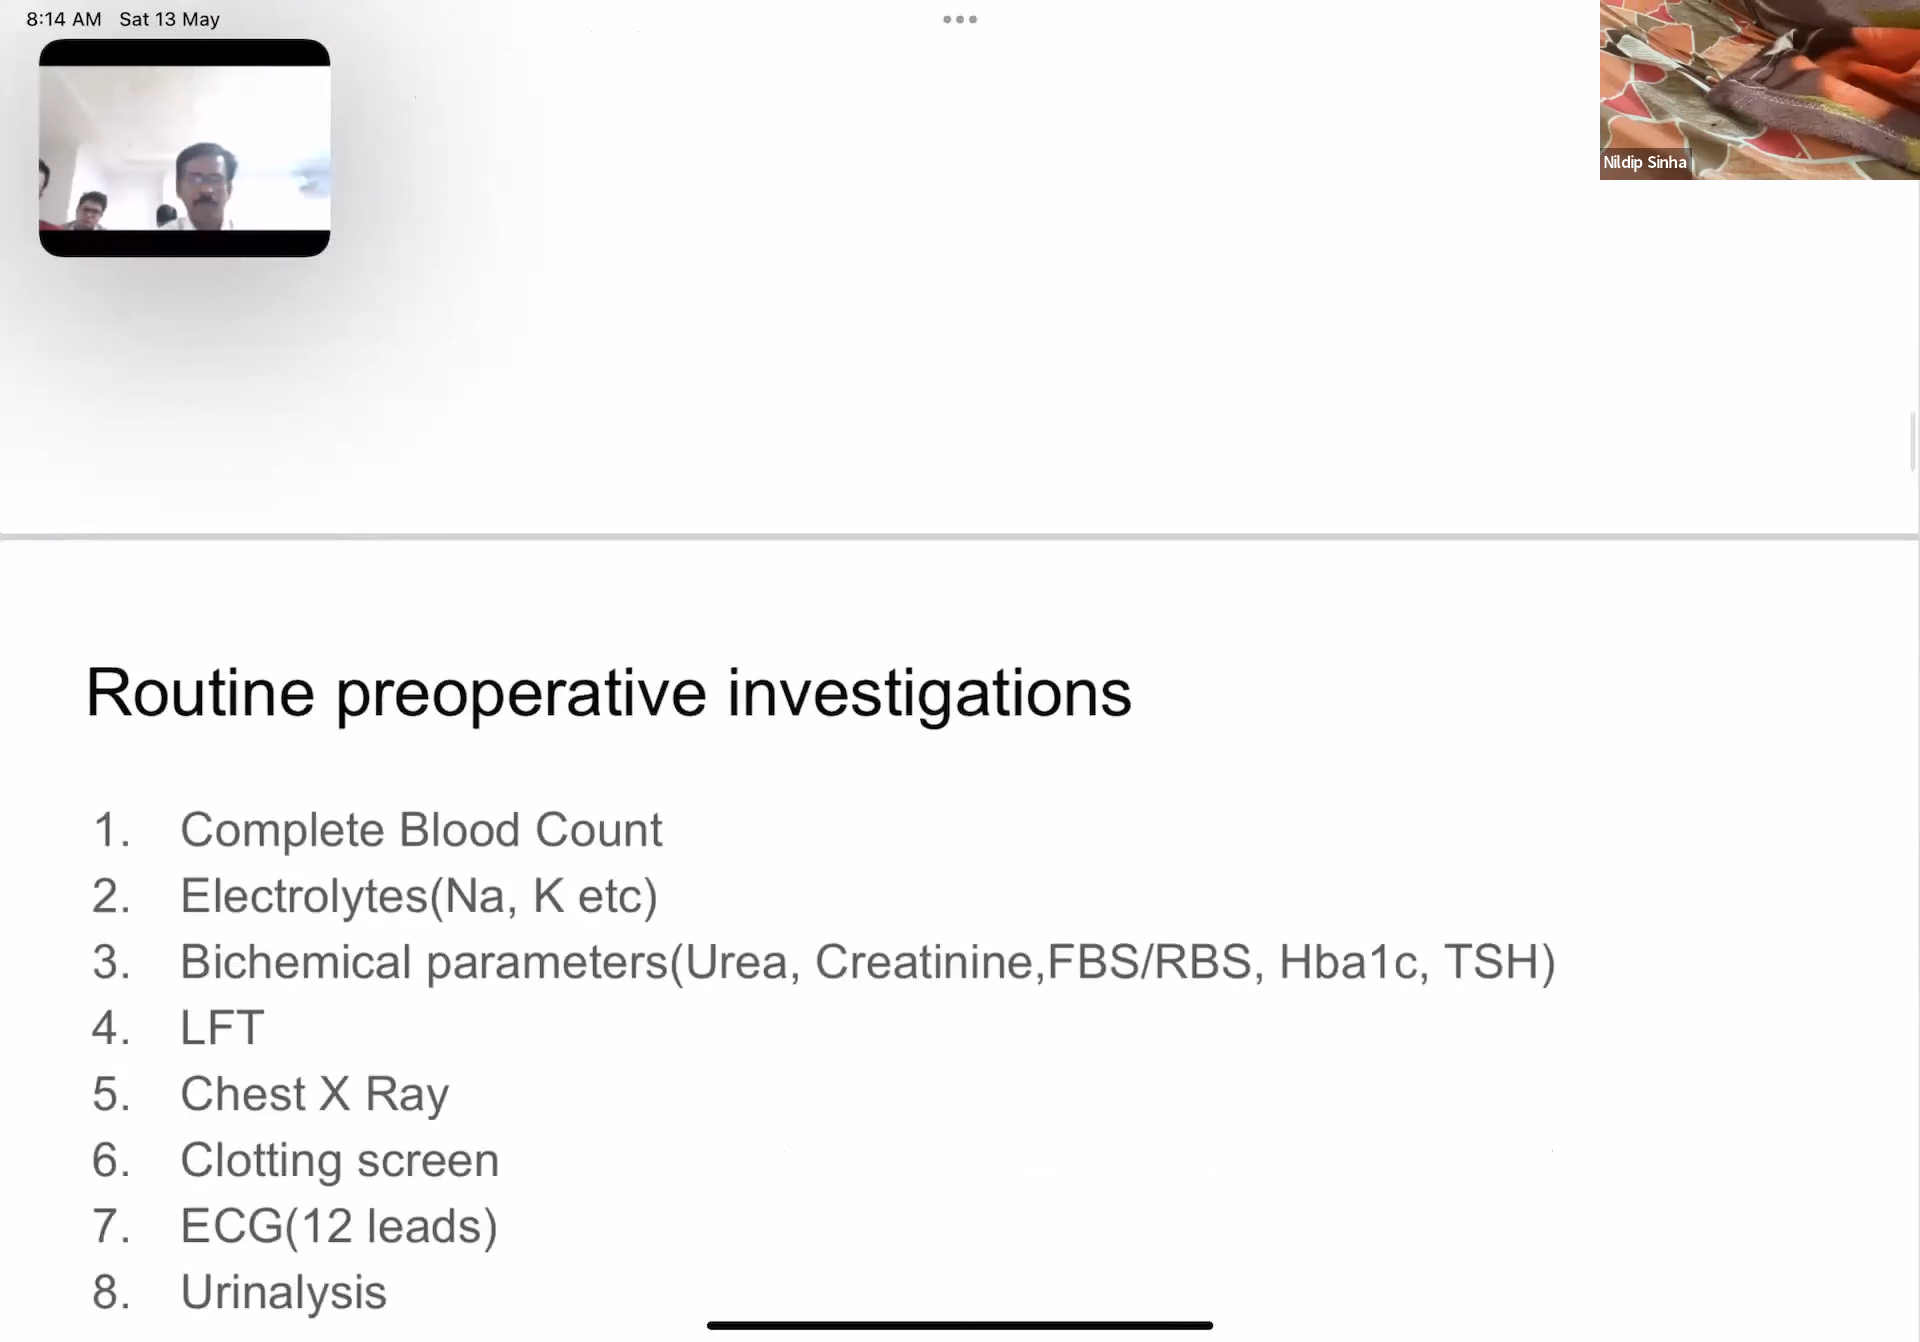 8:14 AM Sat 13 May
Nildip Sinha
Routine preoperative investigations
1. Complete Blood Count
2. Electrolytes(Na, K etc)
3. Bichemical parameters(Urea, Creatinine,FBS/RBS, Hba1c, TSH)
4. LFT
5. Chest X Ray
6. Clotting screen
7. ECG(12 leads)
8. Urinalysis